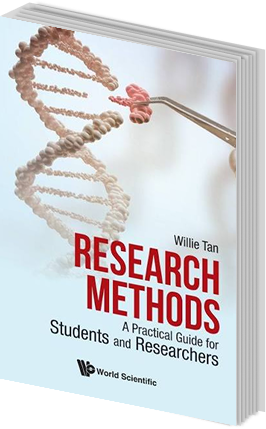 Willie Tan
RESEARCH
METHODS
A Practical Guide for
Students and Researchers
World Scientific